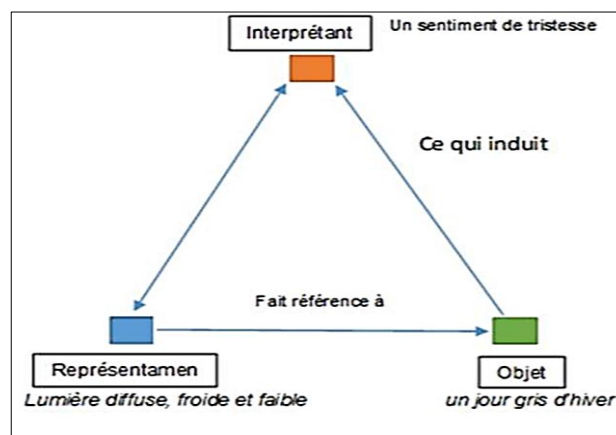 Interprétant
Un sentiment de tristesse
Ce qui induit
Fait référence à
Représentamen
Objet
Lumière diffuse, froide et faible
un jour gris d'hiver